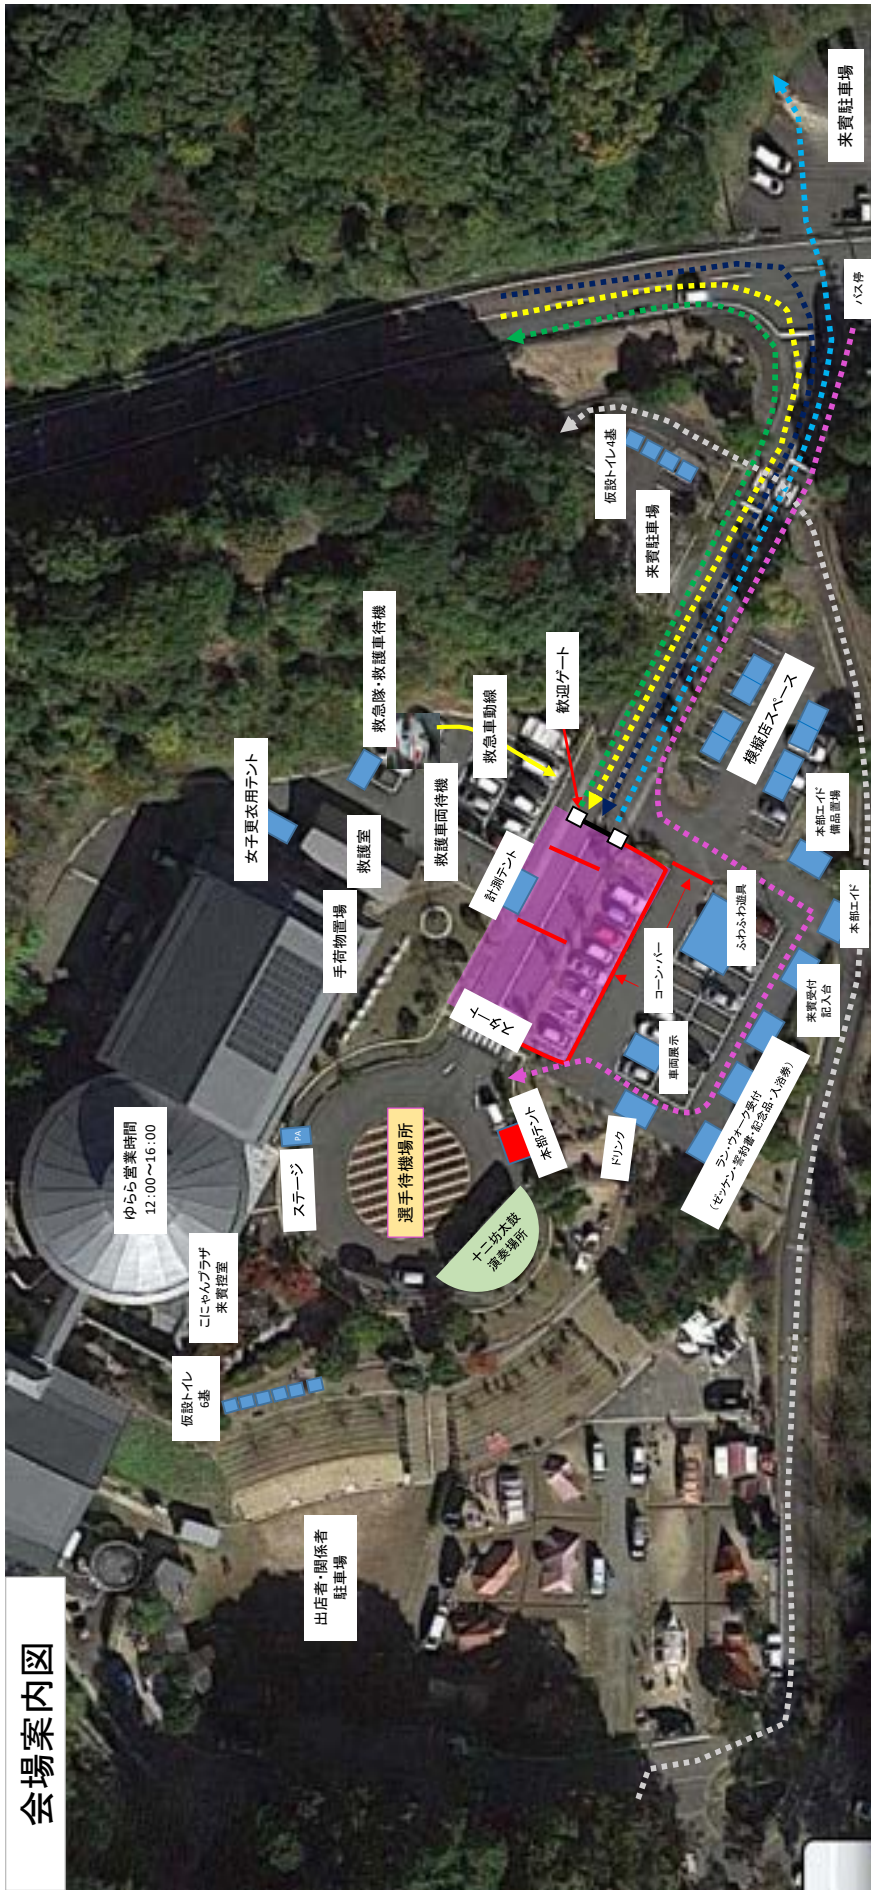 会場案内図
仮設トイレ
6基
こにゃんプラザ
来賓控室
ゆらら営業時間
12:00～16:00
出店者・関係者
駐車場
ステージ
PA
選手待機場所
十二坊太鼓
演奏場所
本部テント
手荷物置場
救護室
女子更衣用テント
救護車両待機
救急隊・救護車待機
救急車動線
計測テント
スタート
歓迎ゲート
コーン・バー
車両展示
ふわふわ遊具
ドリンク
ラン・ウォーク受付
（ゼッケン・誓約書・記念品・入浴券）
来賓受付
記入台
本部エイド
本部エイド
備品置場
模擬店スペース
来賓駐車場
仮設トイレ4基
バス停
来賓駐車場